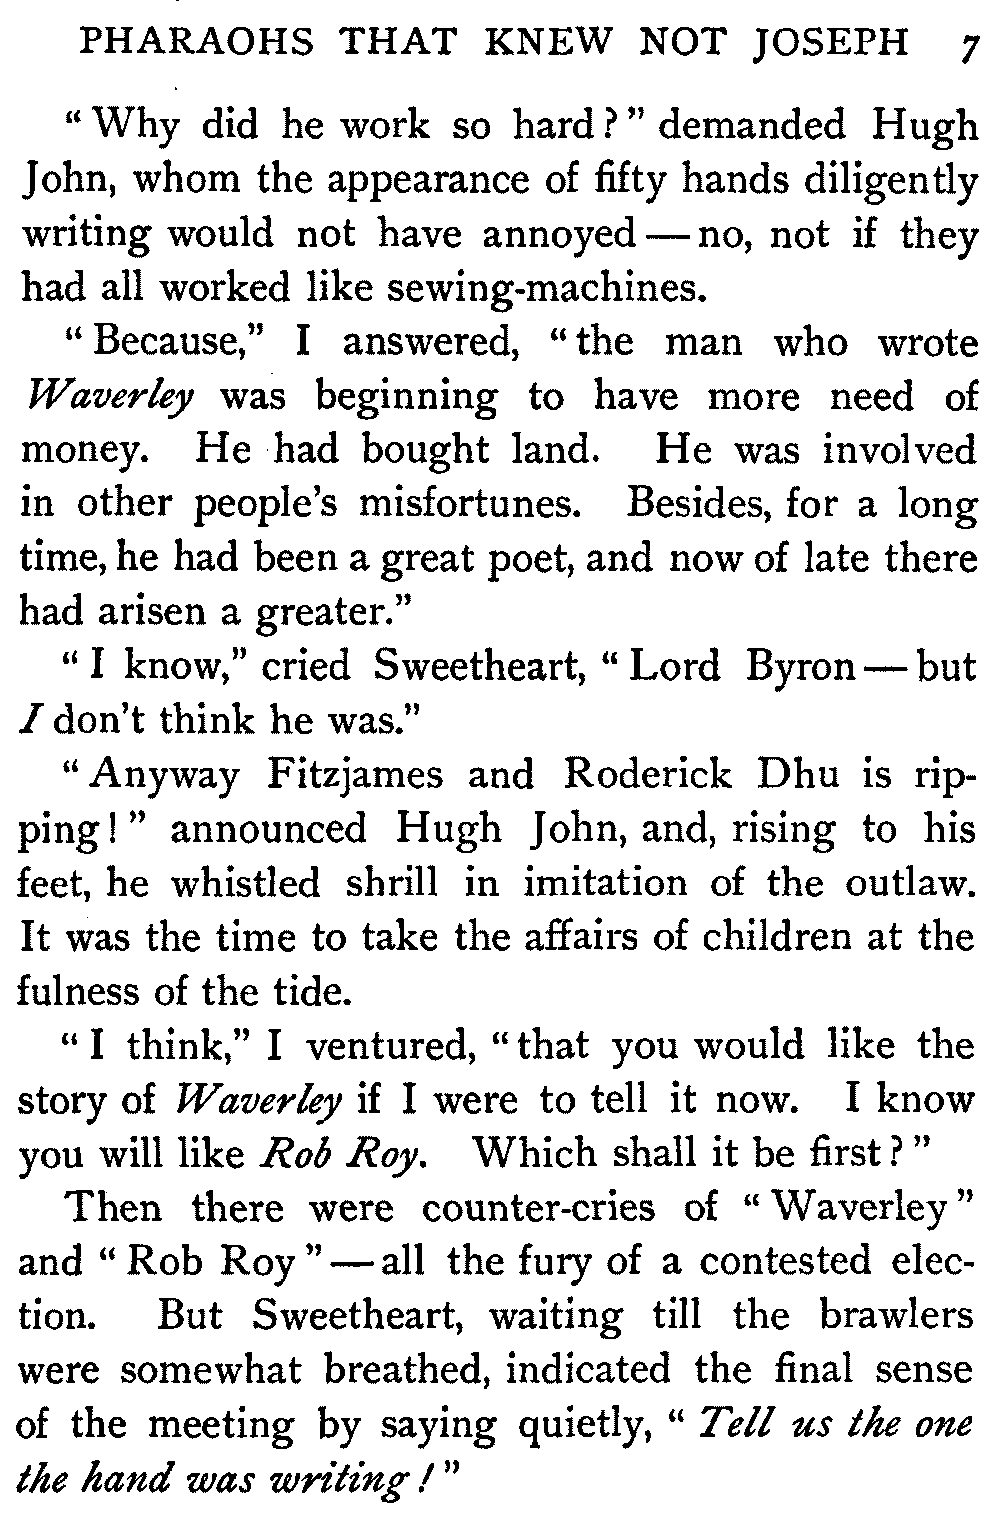 PHARAOHS THAT KNEW NOT JOSEPH 7
“Why did he work so hard?” demanded Hugh
John, whom the appearance of fifty hands diligently
writing would not have annoyed — no, not if they
had all worked like sewing-machines.
“Because,” I answered, “the man who wrote
Waverley was beginning to have more need of
money. He had bought land. He was involved
in other people's misfortunes. Besides, for a long
time, he had been a great poet, and now of late there
had arisen a greater.”
“I know,” cried Sweetheart, “Lord Byron — but
I don't think he was.”
“Anyway Fitzjames and Roderick Dhu is rip-
ping!” announced Hugh John, and, rising to his
feet, he whistled shrill in imitation of the outlaw.
It was the time to take the affairs of children at the
fulness of the tide.
“I think,” I ventured, “that you would like the
story of Waverley if I were to tell it now. I know
you will like Rob Roy. Which shall it be first?”
Then there were counter-cries of “Waverley”
and “Rob Roy” — all the fury of a contested elec-
tion. But Sweetheart, waiting till the brawlers
were somewhat breathed, indicated the final sense
of the meeting by saying quietly, “Tell us the one
the hand was writing!”